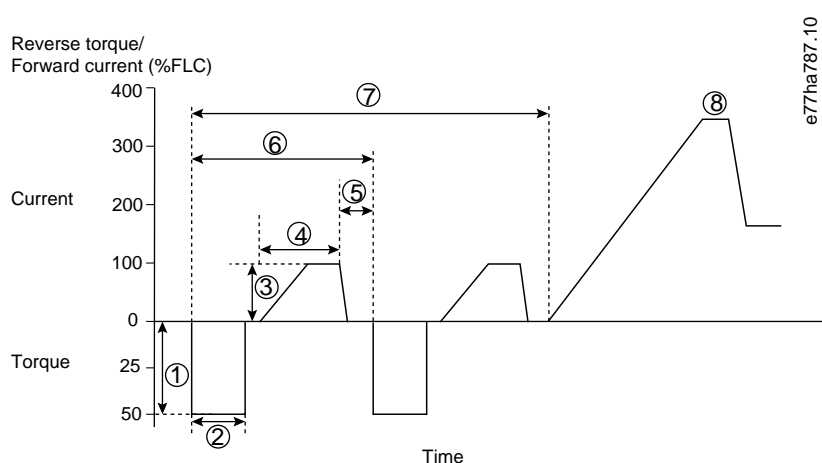 Reverse torque/
Forward current (%FLC)
e77ha787.10
400
⑦
⑧
300
⑥
Current
200
⑤
④
100
③
0
Torque
25
①
50
②
Time